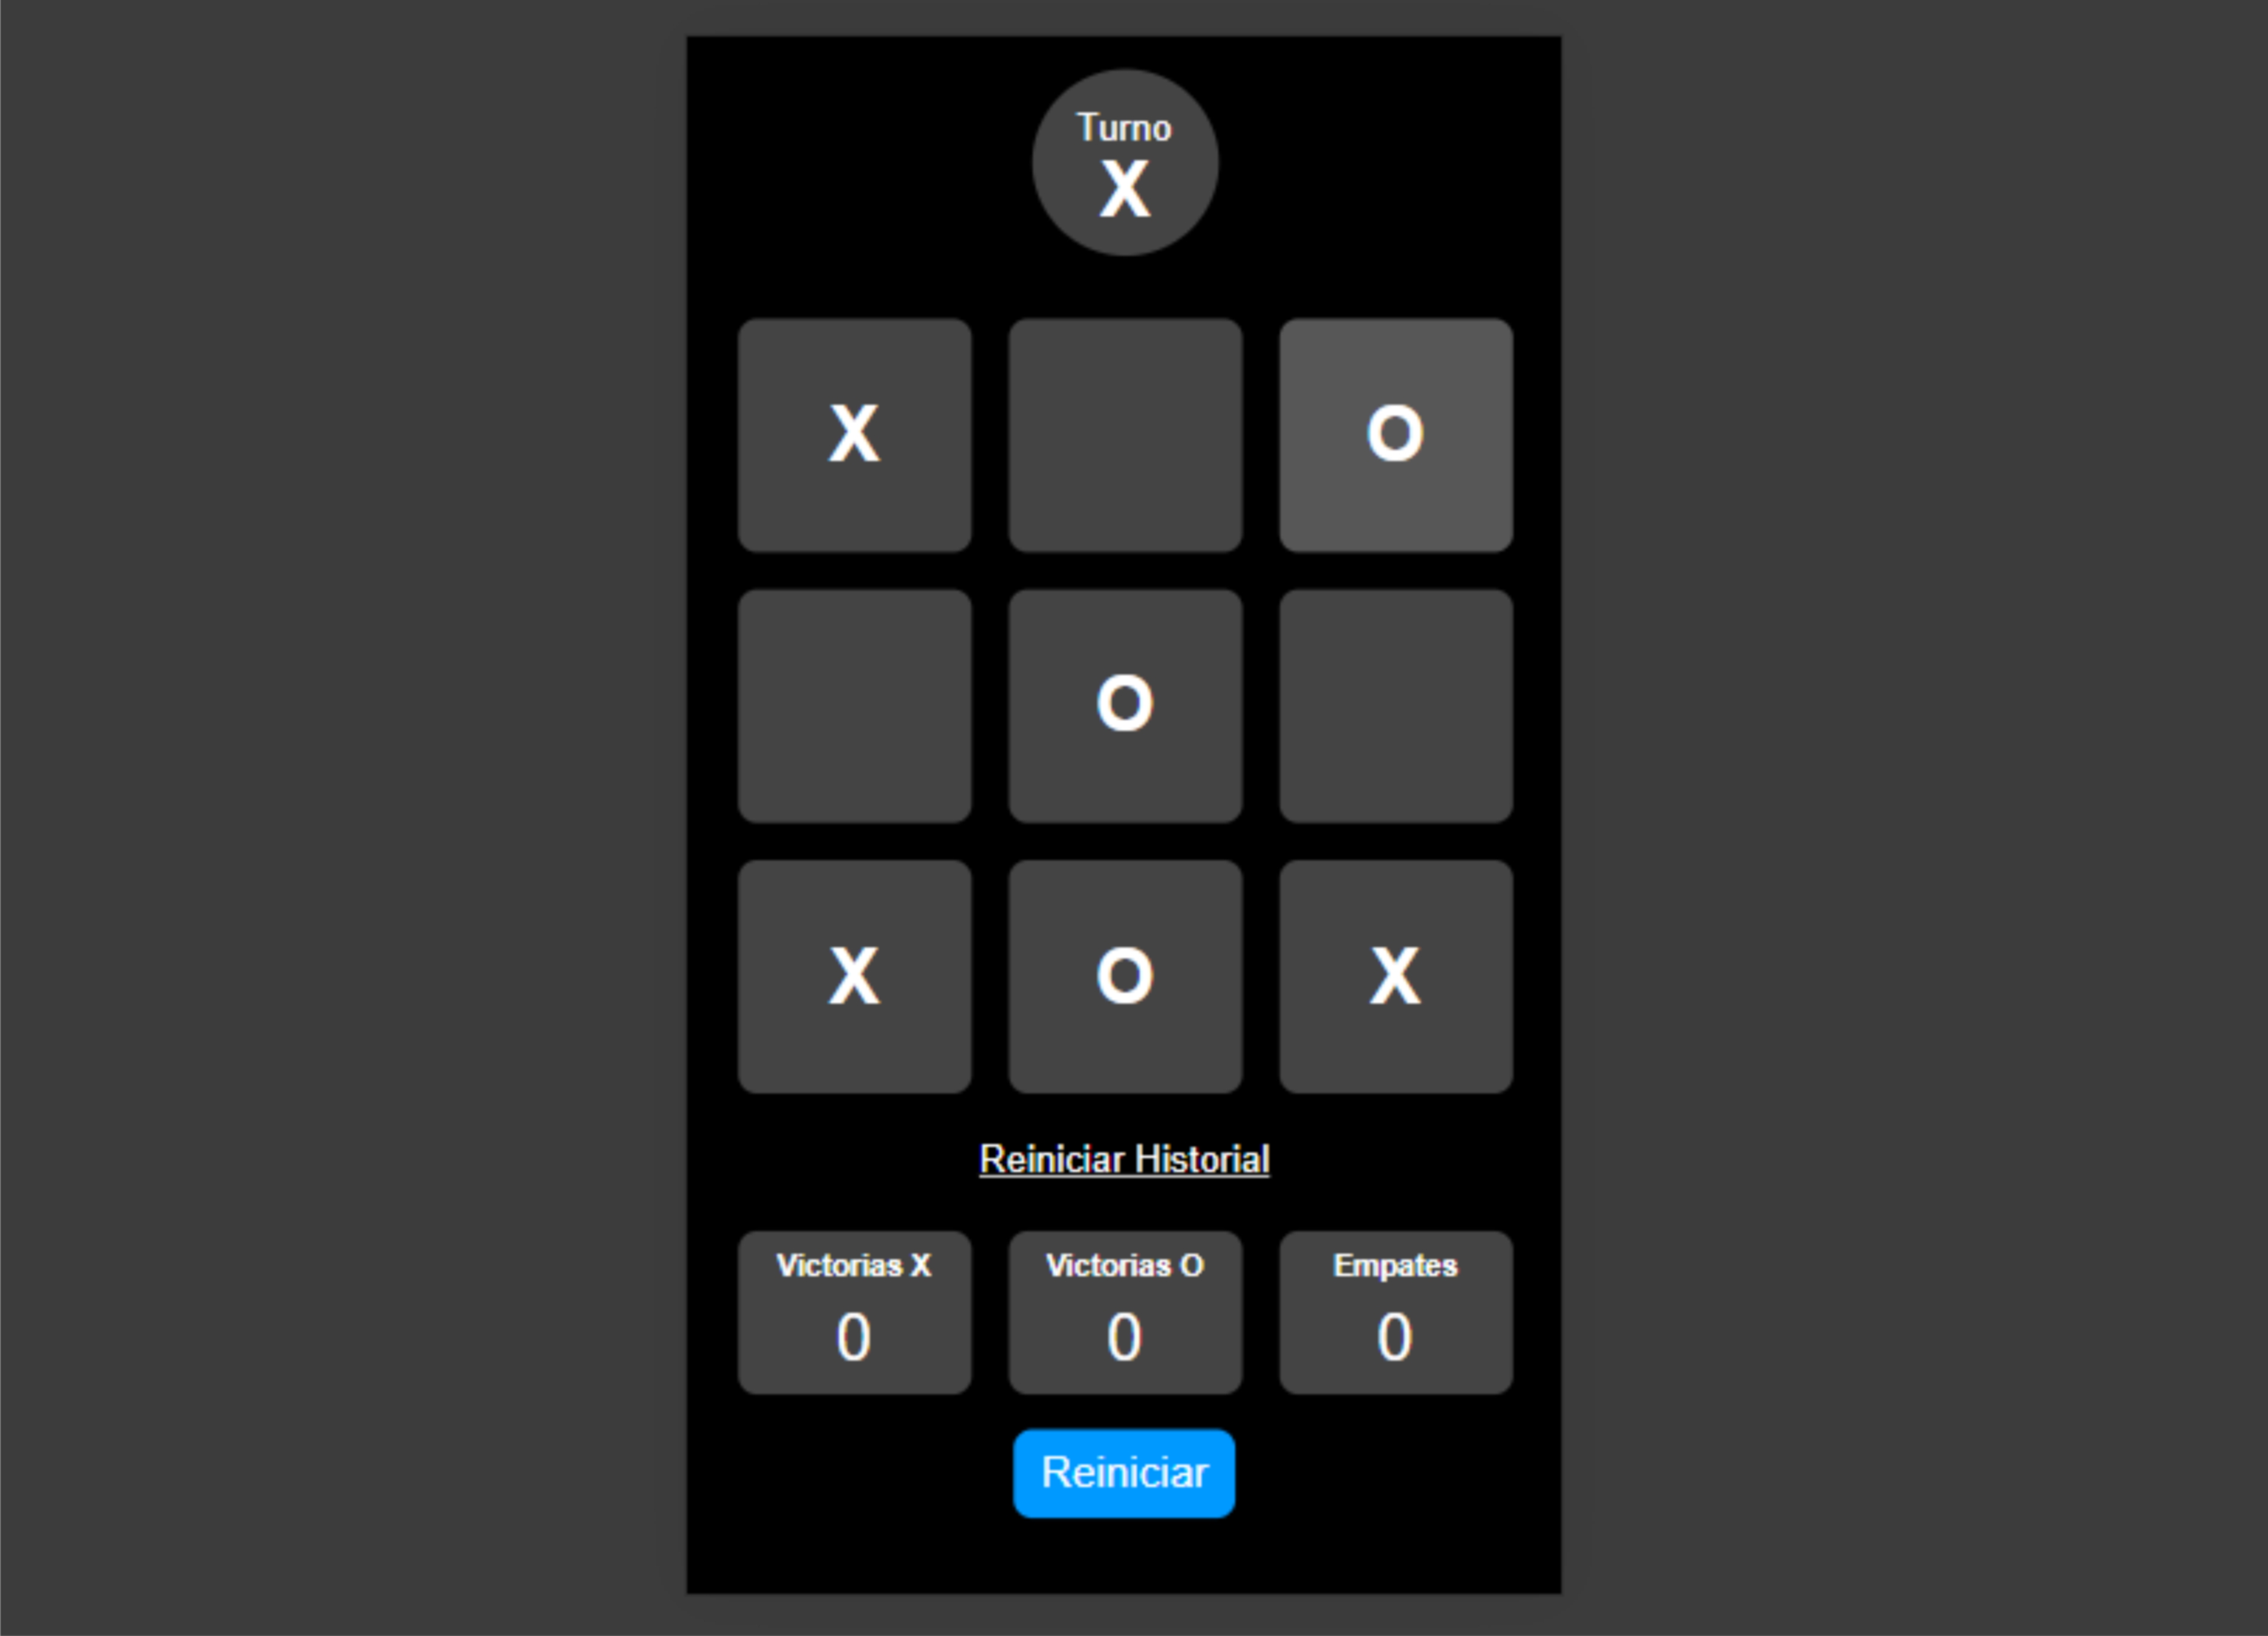 Turno
X
X O
O
X O X
Reiniciar Historial
Victorias X Victorias O Empates
0 0 0
Reiniciar